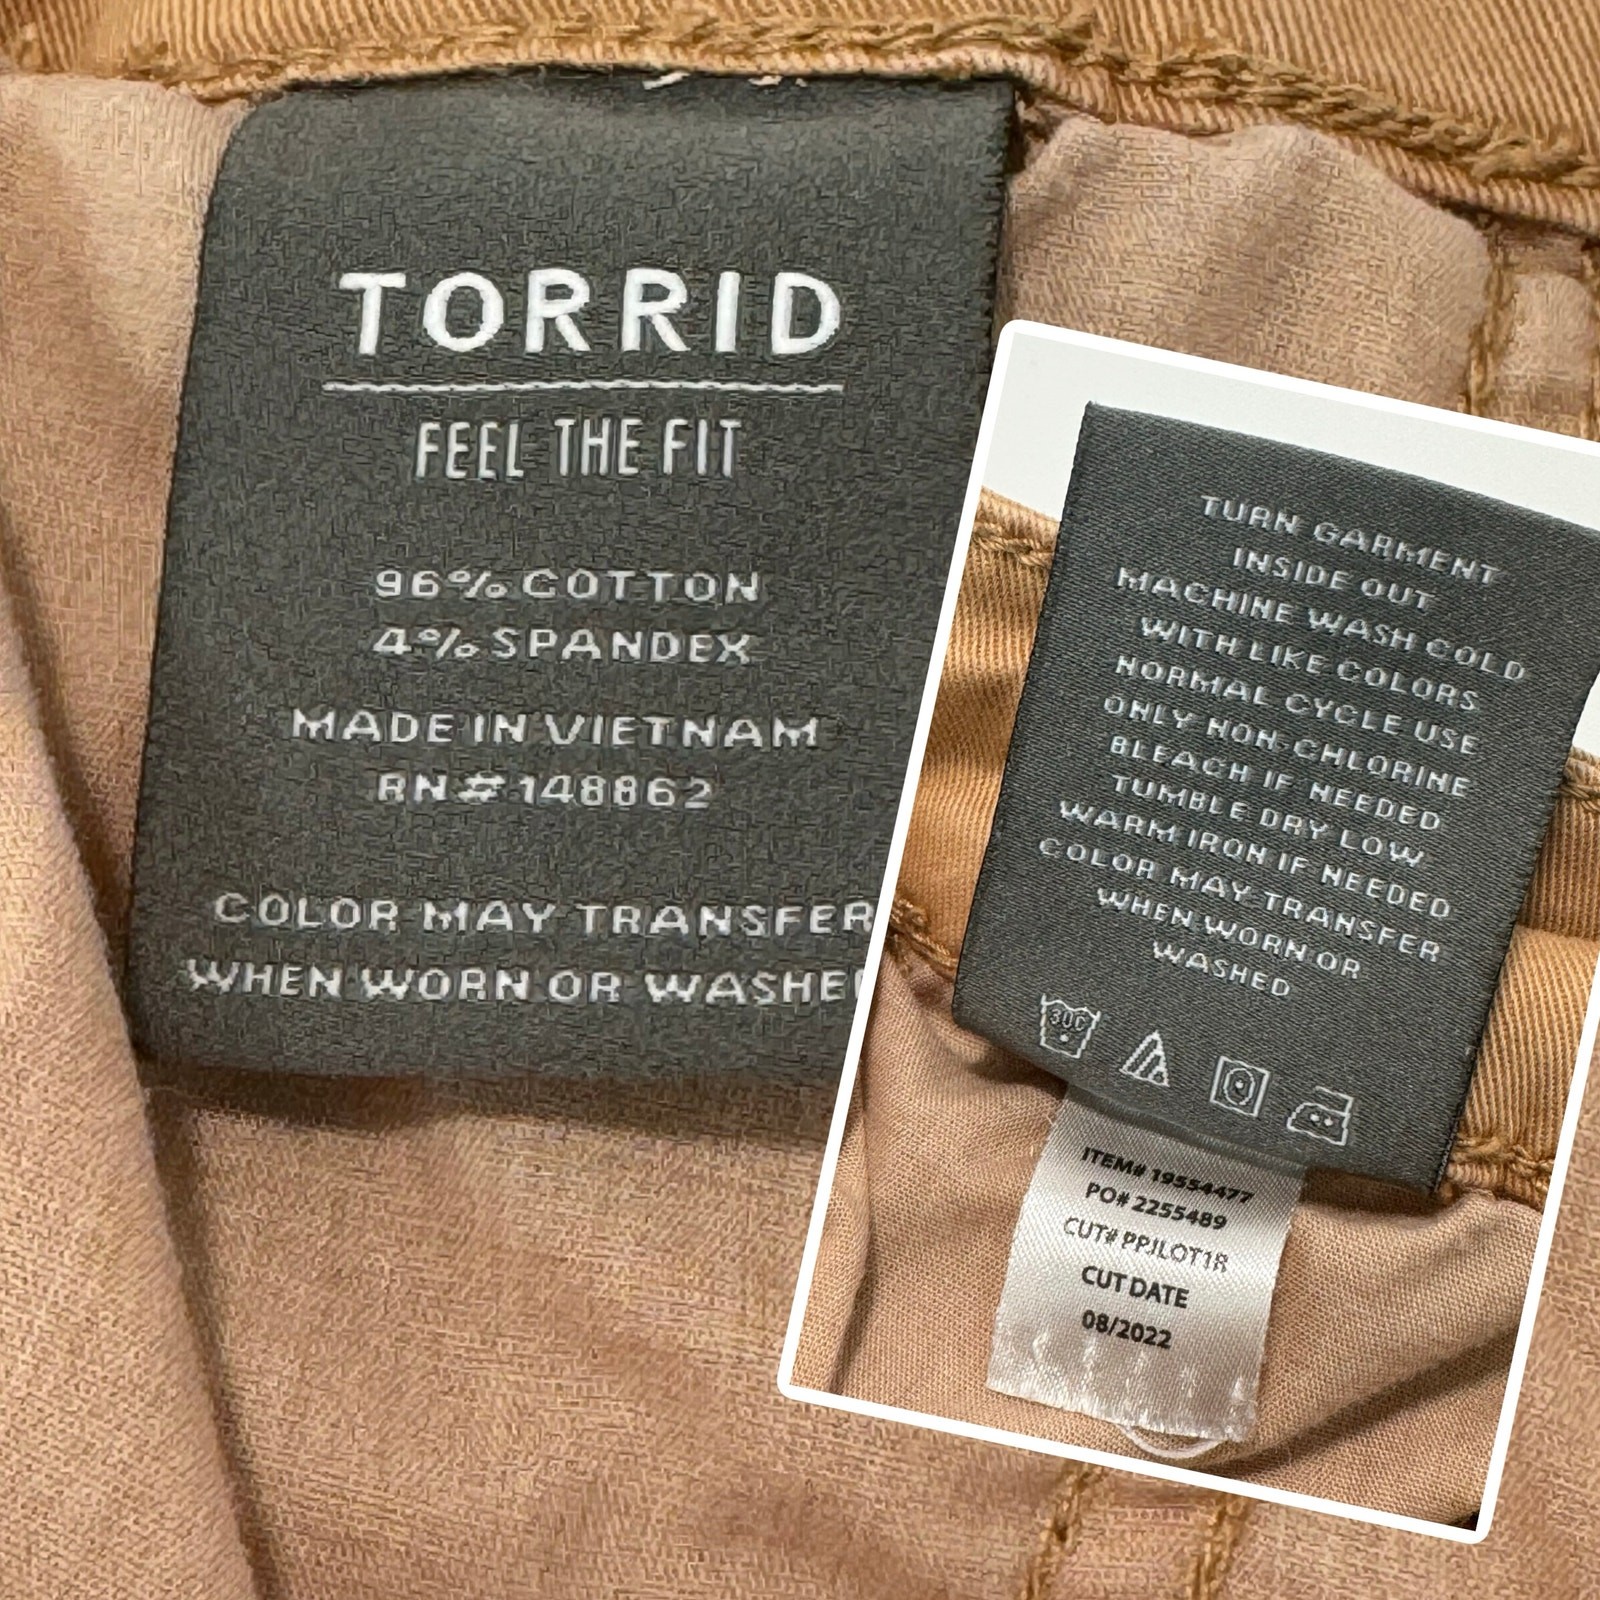 TORRID
FEEL THE FIT
96% COTTON
4% SPANDEX
MADE IN VIETNAM
RN# 148862
COLOR MAY TRANSFER
WHEN WORN OR WASHE
TURN GARMENT
INSIDE OUT
MACHINE WASH COLD
WITH LIKE COLORS
NORMAL CYCLE USE
ONLY NON-CHLORINE
BLEACH IF NEEDED
TUMBLE DRY LOW
WARM IRON IF NEEDED
COLOR MAY TRANSFER
WHEN WORN OR
WASHED
30C
ITEM# 19554477
PO# 2255489
CUT# PPJLOT1R
CUT DATE
08/2022